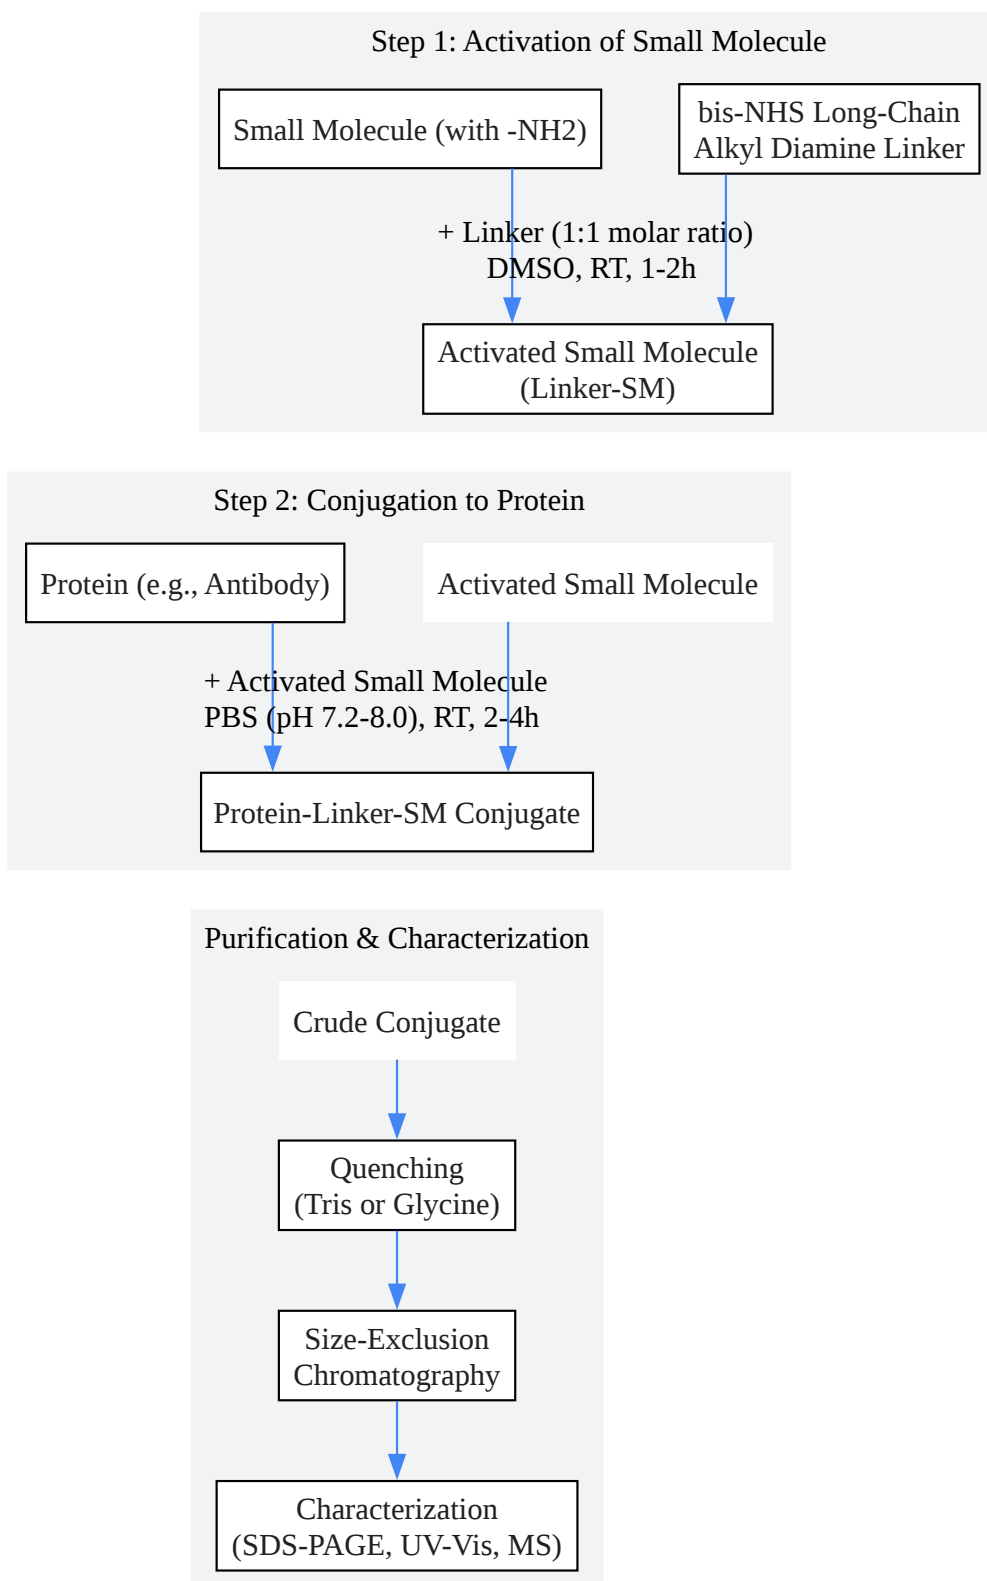 Step 1: Activation of Small Molecule
Small Molecule (with -NH2)
bis-NHS Long-Chain
Alkyl Diamine Linker
+ Linker (1:1 molar ratio)
DMSO, RT, 1-2h
Activated Small Molecule
(Linker-SM)
Step 2: Conjugation to Protein
Protein (e.g., Antibody)
Activated Small Molecule
+ Activated Small Molecule
PBS (pH 7.2-8.0), RT, 2-4h
Protein-Linker-SM Conjugate
Purification & Characterization
Crude Conjugate
Quenching
(Tris or Glycine)
Size-Exclusion
Chromatography
Characterization
(SDS-PAGE, UV-Vis, MS)